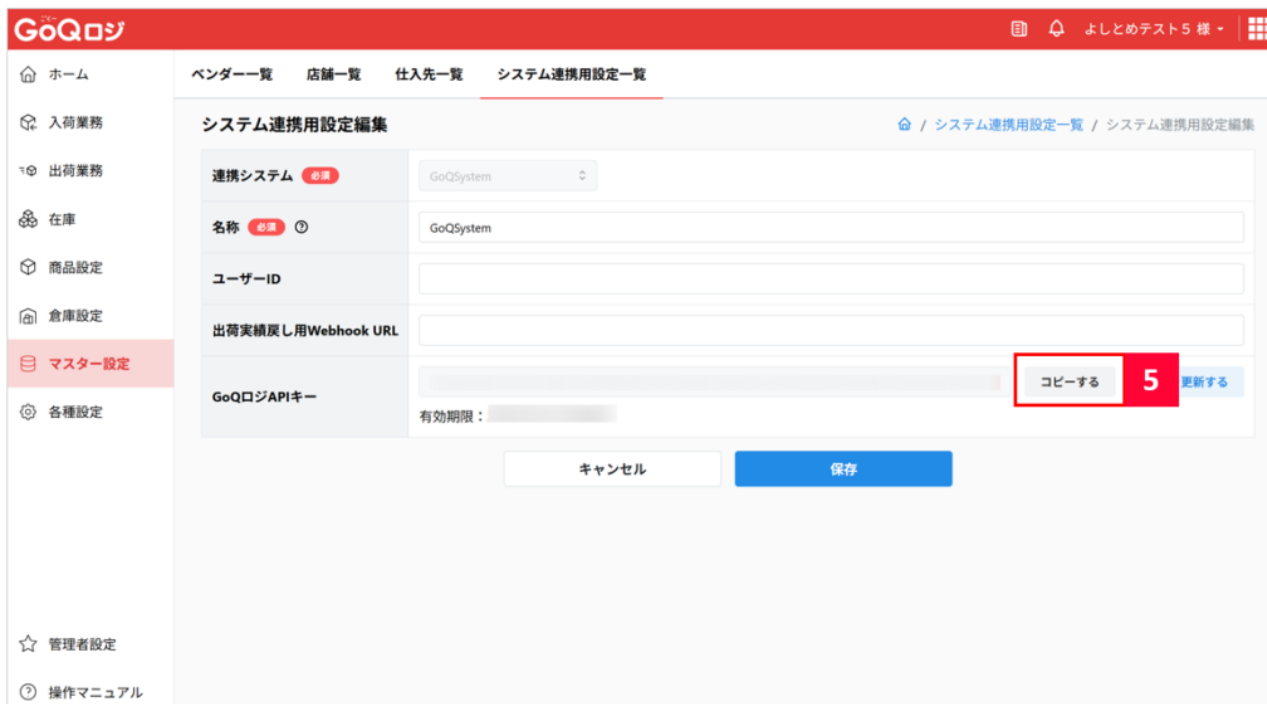 GoQロジ
よしとめテスト5 様
ホーム
入荷業務
出荷業務
在庫
商品設定
倉庫設定
マスター設定
各種設定
管理者設定
操作マニュアル
ベンダー一覧 店舗一覧 仕入先一覧 システム連携用設定一覧
システム連携用設定編集
/ システム連携用設定一覧 / システム連携用設定編集
連携システム 必須 GoQSystem
名称 必須 GoQSystem
ユーザーID
出荷実績戻し用Webhook URL
GoQロジAPIキー コピーする 5 更新する
有効期限：
キャンセル 保存